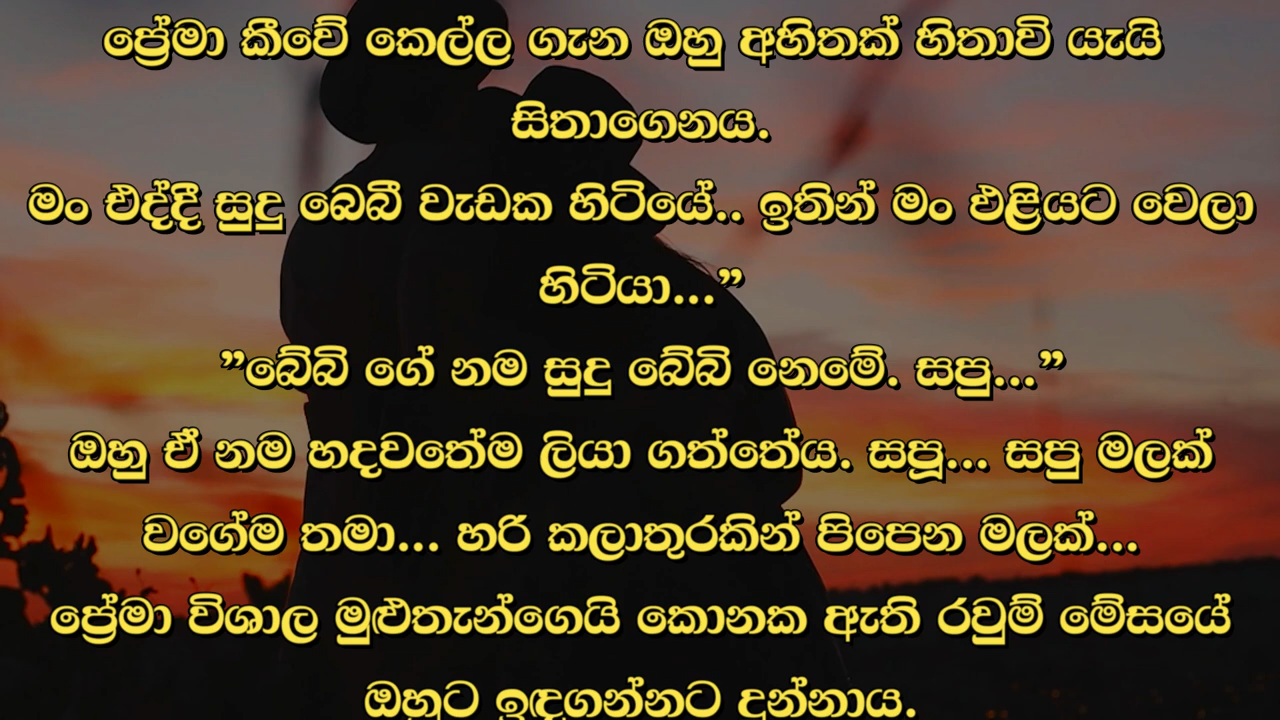 ප්‍රේමා කීවේ කෙල්ල ගැන ඔහු අහිතක් හිතාවි යැයි
සිතාගෙනය.
මං එද්දී සුදු බෙබී වැඩක හිටියේ.. ඉතින් මං එළියට වෙලා
හිටියා...”
”බේබි ගේ නම සුදු බේබි නෙමේ. සපු...”
ඔහු ඒ නම හදවතේම ලියා ගත්තේය. සපූ... සපු මලක්
වගේම තමා... හරි කලාතුරකින් පිපෙන මලක්...
ප්‍රේමා විශාල මුළුතැන්ගෙයි කොනක ඇති රවුම් මේසයේ
ඔහුට ඉඳගන්නට දුන්නාය.